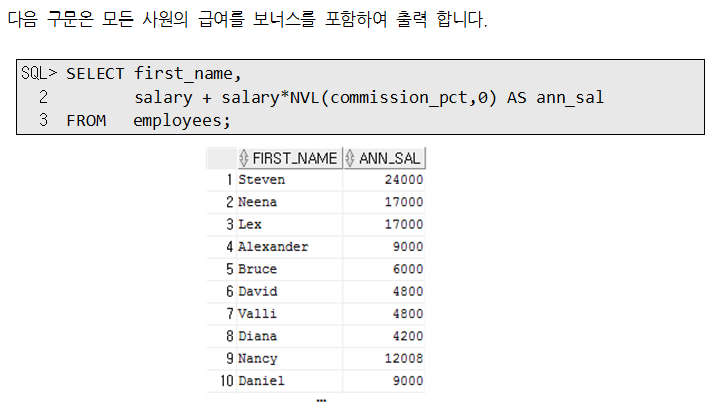 다음 구문은 모든 사원의 급여를 보너스를 포함하여 출력 합니다.
SQL> SELECT first_name,
2 salary + salary*NVL(commission_pct,0) AS ann_sal
3 FROM employees;
FIRST_NAME ANN_SAL
1 Steven 24000
2 Neena 17000
3 Lex 17000
4 Alexander 9000
5 Bruce 6000
6 David 4800
7 Valli 4800
8 Diana 4200
9 Nancy 12008
10 Daniel 9000
…